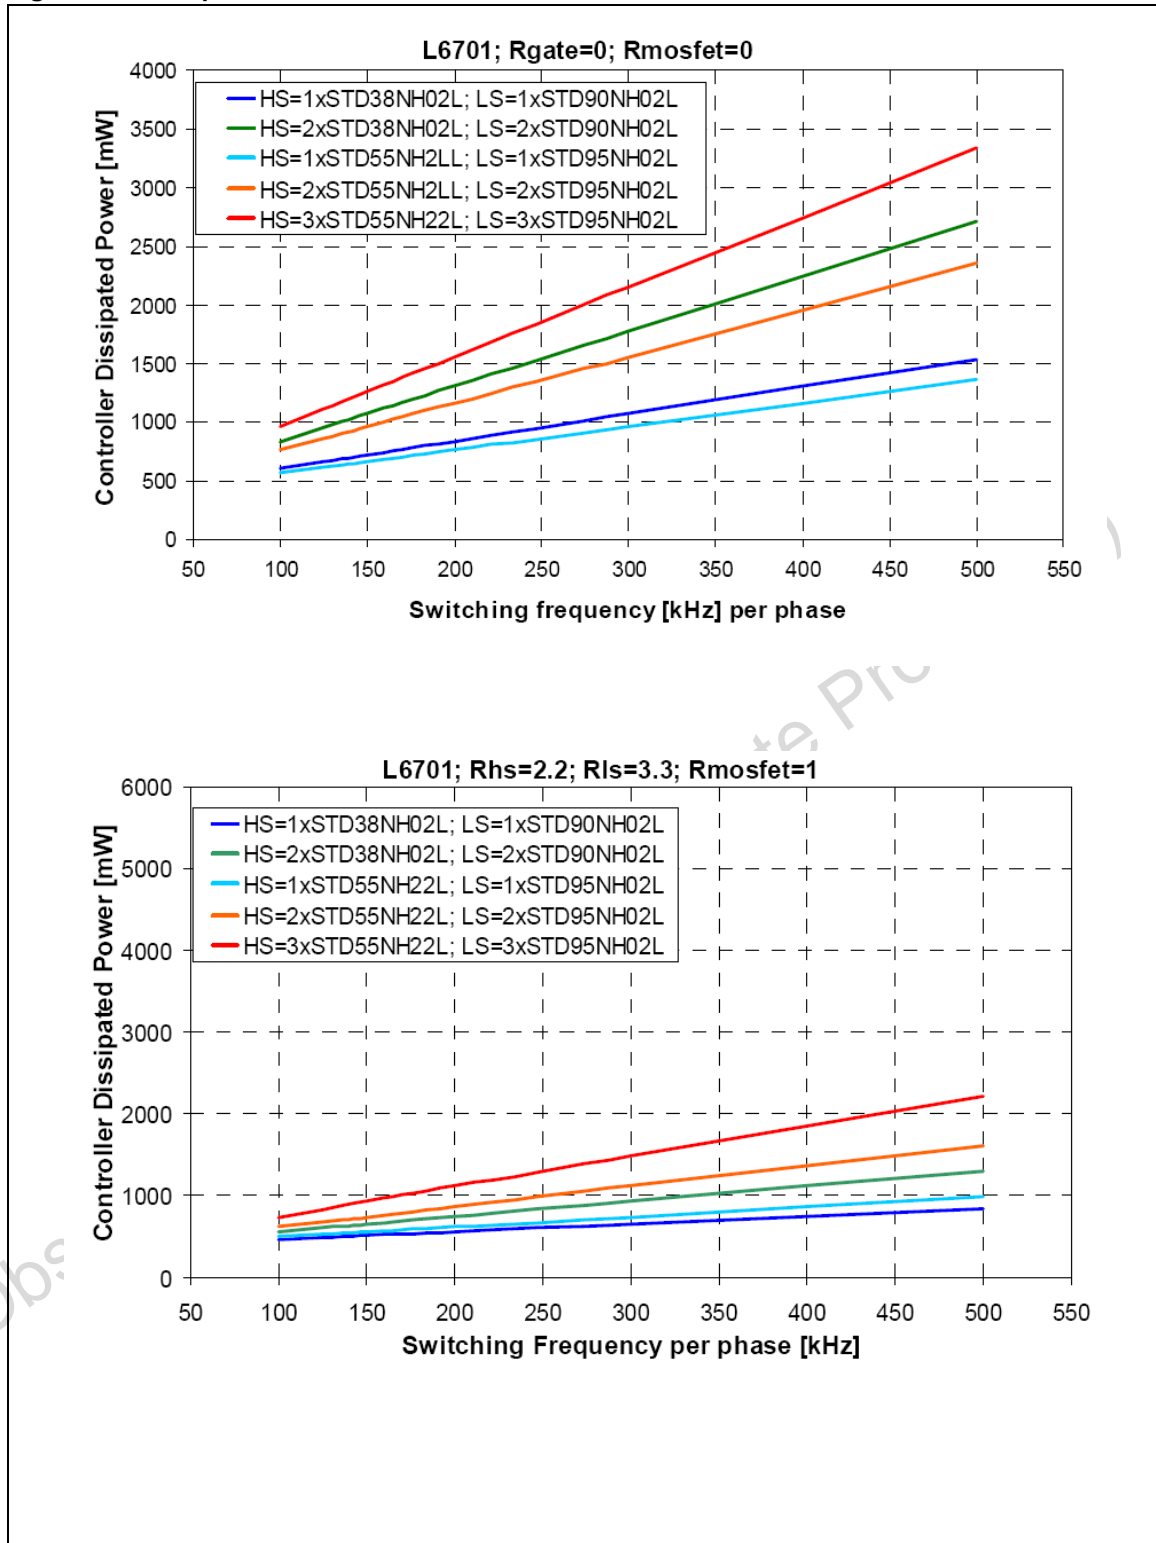 L6701; Rgate=0; Rmosfet=0
Controller Dissipated Power [mW]
4000
3500
3000
2500
2000
1500
1000
500
0
HS=1xSTD38NH02L; LS=1xSTD90NH02L
HS=2xSTD38NH02L; LS=2xSTD90NH02L
HS=1xSTD55NH2LL; LS=1xSTD95NH02L
HS=2xSTD55NH2LL; LS=2xSTD95NH02L
HS=3xSTD55NH22L; LS=3xSTD95NH02L
50 100 150 200 250 300 350 400 450 500 550
Switching frequency [kHz] per phase
L6701; Rhs=2.2; Rls=3.3; Rmosfet=1
Controller Dissipated Power [mW]
6000
5000
4000
3000
2000
1000
0
HS=1xSTD38NH02L; LS=1xSTD90NH02L
HS=2xSTD38NH02L; LS=2xSTD90NH02L
HS=1xSTD55NH22L; LS=1xSTD95NH02L
HS=2xSTD55NH22L; LS=2xSTD95NH02L
HS=3xSTD55NH22L; LS=3xSTD95NH02L
50 100 150 200 250 300 350 400 450 500 550
Switching Frequency per phase [kHz]